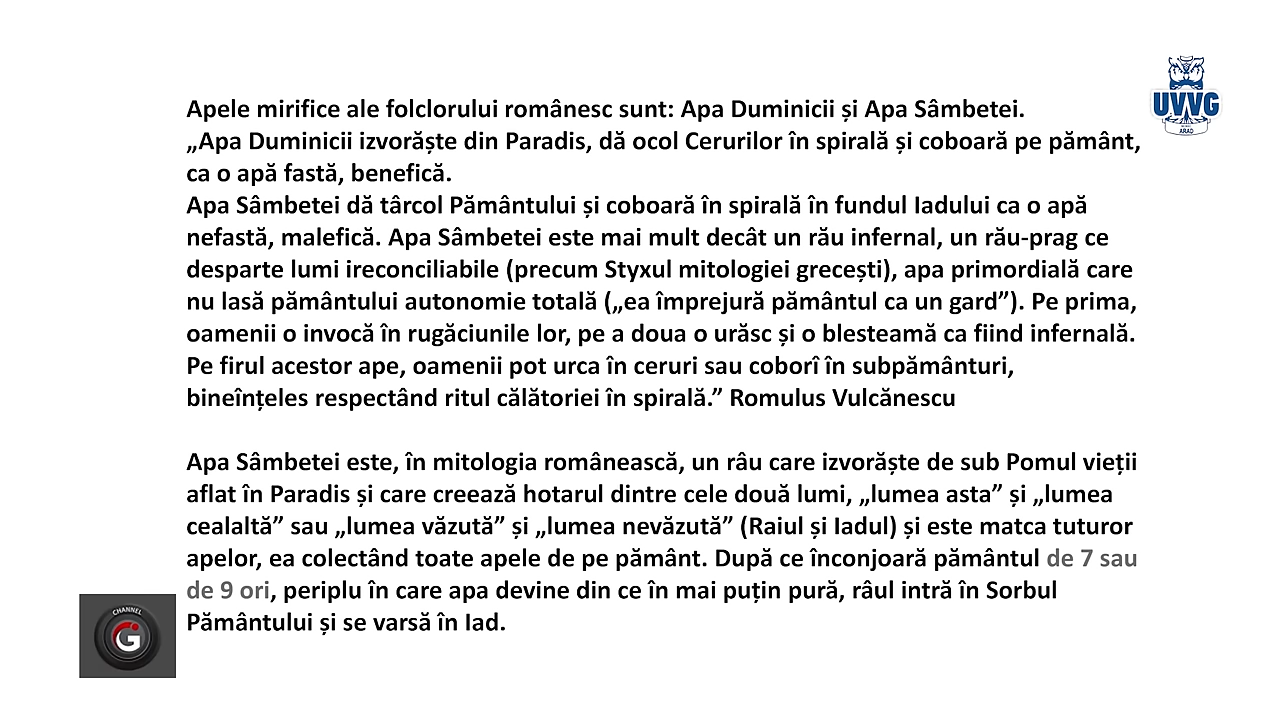 Apele mirifice ale folclorului românesc sunt: Apa Duminicii și Apa Sâmbetei.
„Apa Duminicii izvorăște din Paradis, dă ocol Cerurilor în spirală și coboară pe pământ,
ca o apă fastă, benefică.
Apa Sâmbetei dă târcol Pământului și coboară în spirală în fundul Iadului ca o apă
nefastă, malefică. Apa Sâmbetei este mai mult decât un rău infernal, un rău-prag ce
desparte lumi ireconciliabile (precum Styxul mitologiei grecești), apa primordială care
nu lasă pământului autonomie totală („ea împrejură pământul ca un gard”). Pe prima,
oamenii o invocă în rugăciunile lor, pe a doua o urăsc și o blesteamă ca fiind infernală.
Pe firul acestor ape, oamenii pot urca în ceruri sau coborî în subpământuri,
bineînțeles respectând ritul călătoriei în spirală.” Romulus Vulcănescu
Apa Sâmbetei este, în mitologia românească, un râu care izvorăște de sub Pomul vieții
aflat în Paradis și care creează hotarul dintre cele două lumi, „lumea asta” și „lumea
cealaltă” sau „lumea văzută” și „lumea nevăzută” (Raiul și Iadul) și este matca tuturor
apelor, ea colectând toate apele de pe pământ. După ce înconjoară pământul de 7 sau
de 9 ori, periplu în care apa devine din ce în mai puțin pură, râul intră în Sorbul
Pământului și se varsă în Iad.
UVVG
ARAD
CHANNEL
G